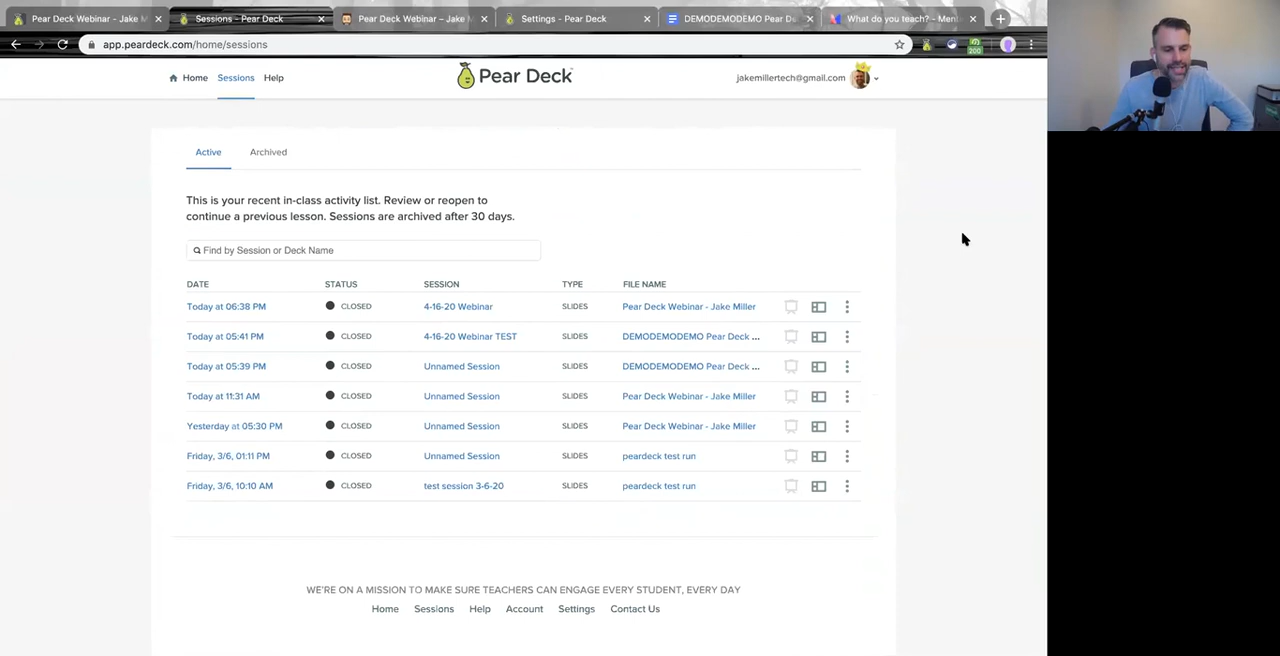 Pear Deck Webinar - Jake M
Sessions - Pear Deck
Pear Deck Webinar – Jake
Settings - Pear Deck
DEMODEMODEMO Pear De
What do you teach? - Ment
app.peardeck.com/home/sessions
200
Home
Sessions
Help
Pear Deck
jakemillertech@gmail.com
Active
Archived
This is your recent in-class activity list. Review or reopen to
continue a previous lesson. Sessions are archived after 30 days.
Find by Session or Deck Name
DATE STATUS SESSION TYPE FILE NAME
Today at 06:38 PM CLOSED 4-16-20 Webinar SLIDES Pear Deck Webinar - Jake Miller
Today at 05:41 PM CLOSED 4-16-20 Webinar TEST SLIDES DEMODEMODEMO Pear Deck ...
Today at 05:39 PM CLOSED Unnamed Session SLIDES DEMODEMODEMO Pear Deck ...
Today at 11:31 AM CLOSED Unnamed Session SLIDES Pear Deck Webinar - Jake Miller
Yesterday at 05:30 PM CLOSED Unnamed Session SLIDES Pear Deck Webinar - Jake Miller
Friday, 3/6, 01:11 PM CLOSED Unnamed Session SLIDES peardeck test run
Friday, 3/6, 10:10 AM CLOSED test session 3-6-20 SLIDES peardeck test run
WE'RE ON A MISSION TO MAKE SURE TEACHERS CAN ENGAGE EVERY STUDENT, EVERY DAY
Home Sessions Help Account Settings Contact Us